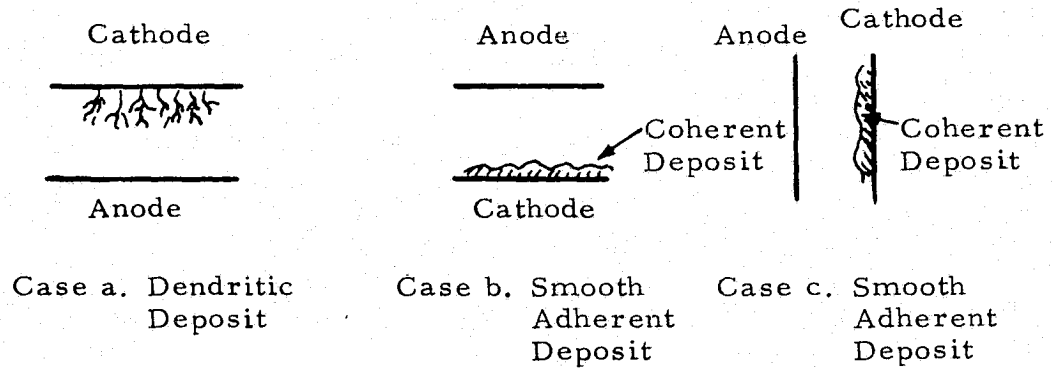 Cathode
Anode
Case a. Dendritic
Deposit
Anode
Coherent
Deposit
Cathode
Case b. Smooth
Adherent
Deposit
Anode
Cathode
Coherent
Deposit
Case c. Smooth
Adherent
Deposit